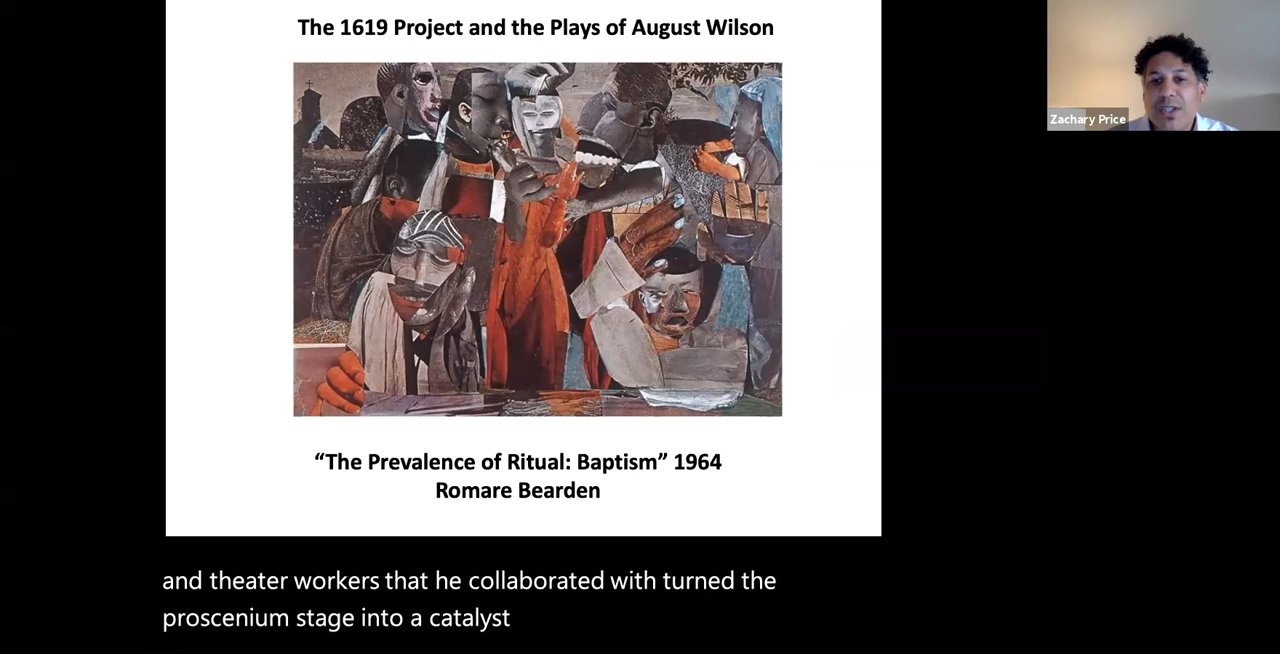 The 1619 Project and the Plays of August Wilson
Zachary Price
“The Prevalence of Ritual: Baptism” 1964
Romare Bearden
and theater workers that he collaborated with turned the
proscenium stage into a catalyst